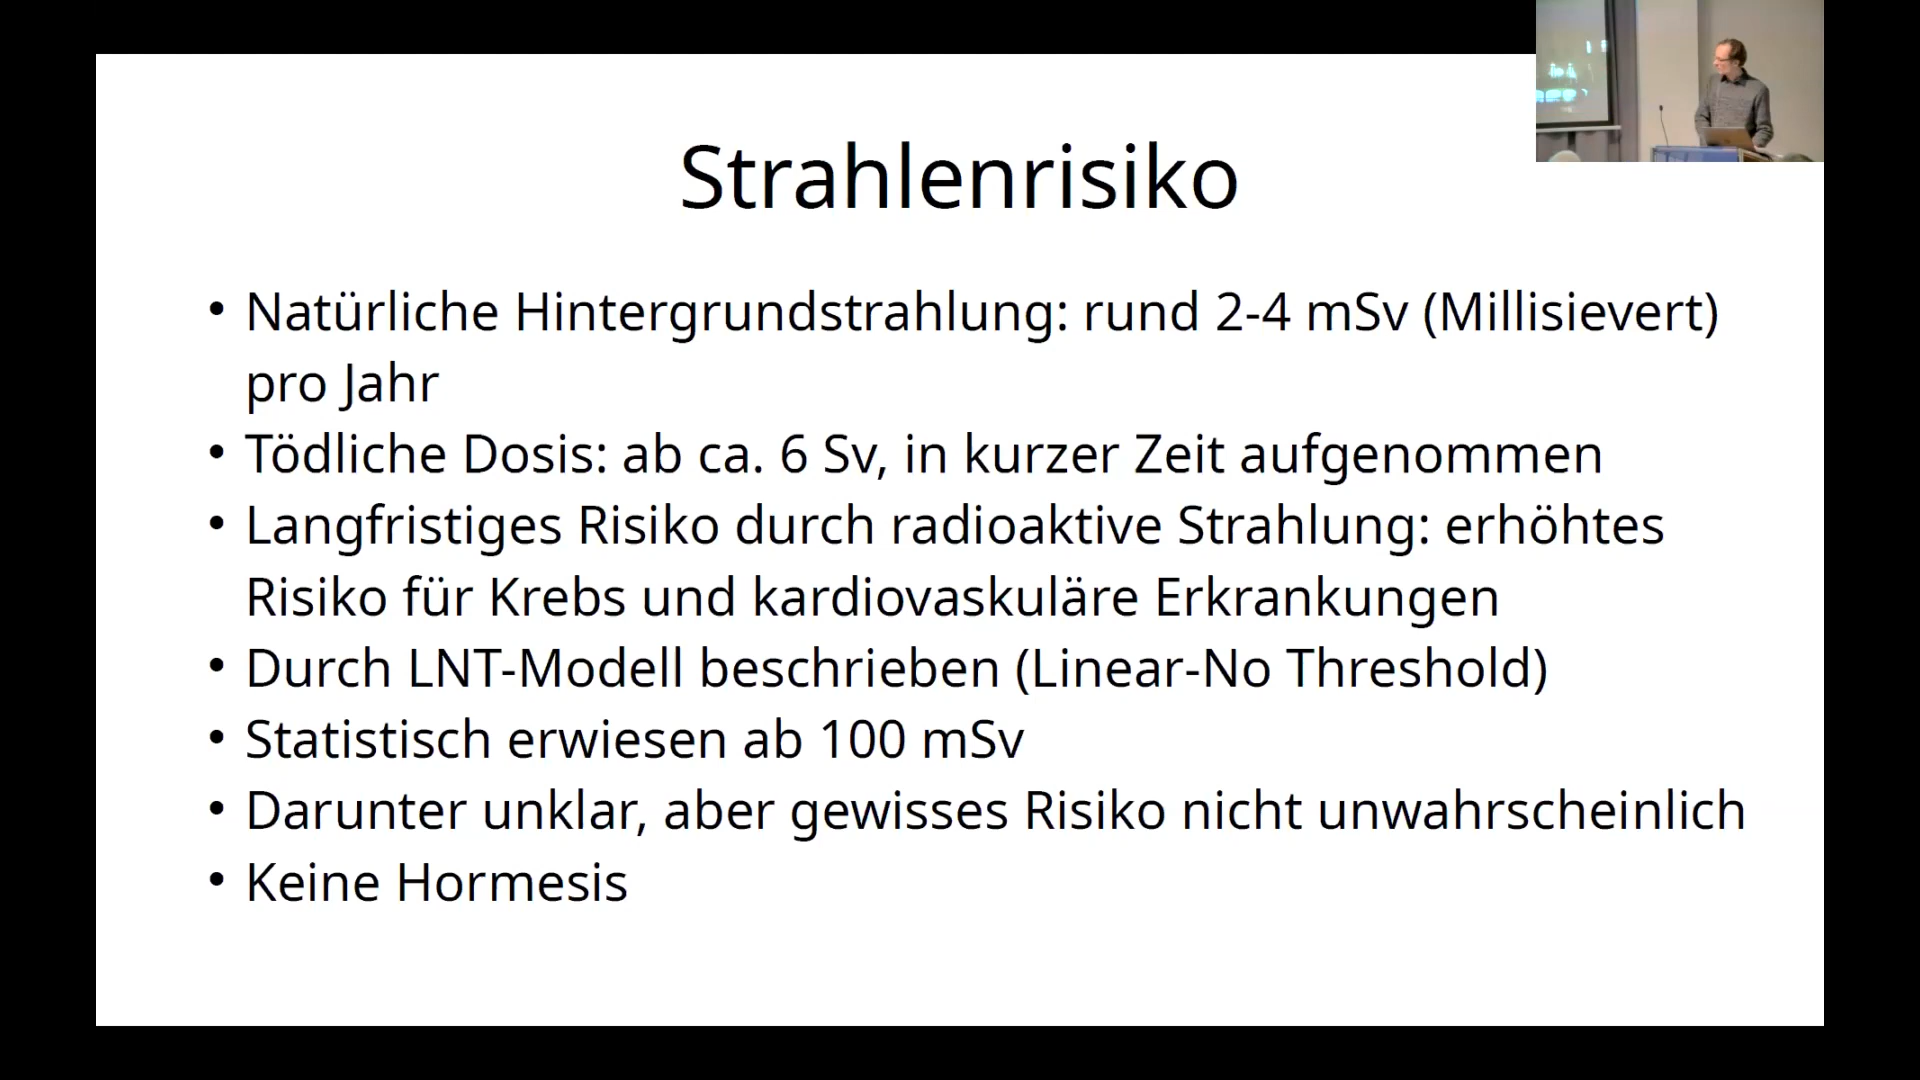 Strahlenrisiko
• Natürliche Hintergrundstrahlung: rund 2-4 mSv (Millisievert)
pro Jahr
• Tödliche Dosis: ab ca. 6 Sv, in kurzer Zeit aufgenommen
• Langfristiges Risiko durch radioaktive Strahlung: erhöhtes
Risiko für Krebs und kardiovaskuläre Erkrankungen
• Durch LNT-Modell beschrieben (Linear-No Threshold)
• Statistisch erwiesen ab 100 mSv
• Darunter unklar, aber gewisses Risiko nicht unwahrscheinlich
• Keine Hormesis